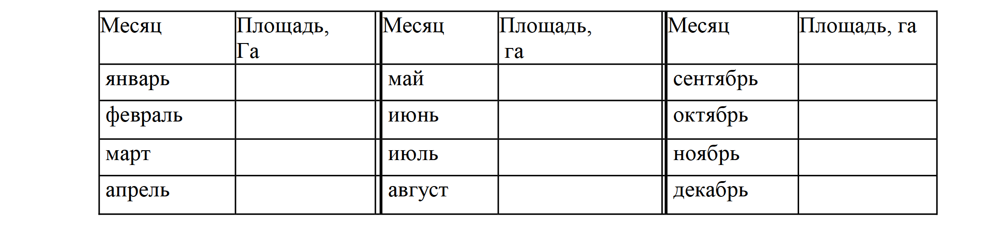 Месяц Площадь, Месяц Площадь, Месяц Площадь, га
Га га
январь май сентябрь
февраль июнь октябрь
март июль ноябрь
апрель август декабрь